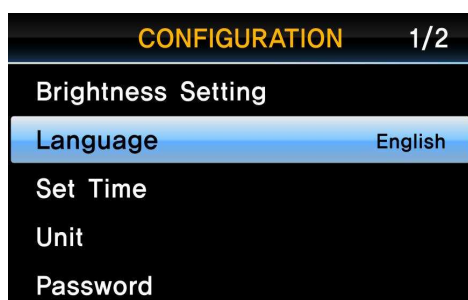 CONFIGURATION 1/2
Brightness Setting
Language English
Set Time
Unit
Password